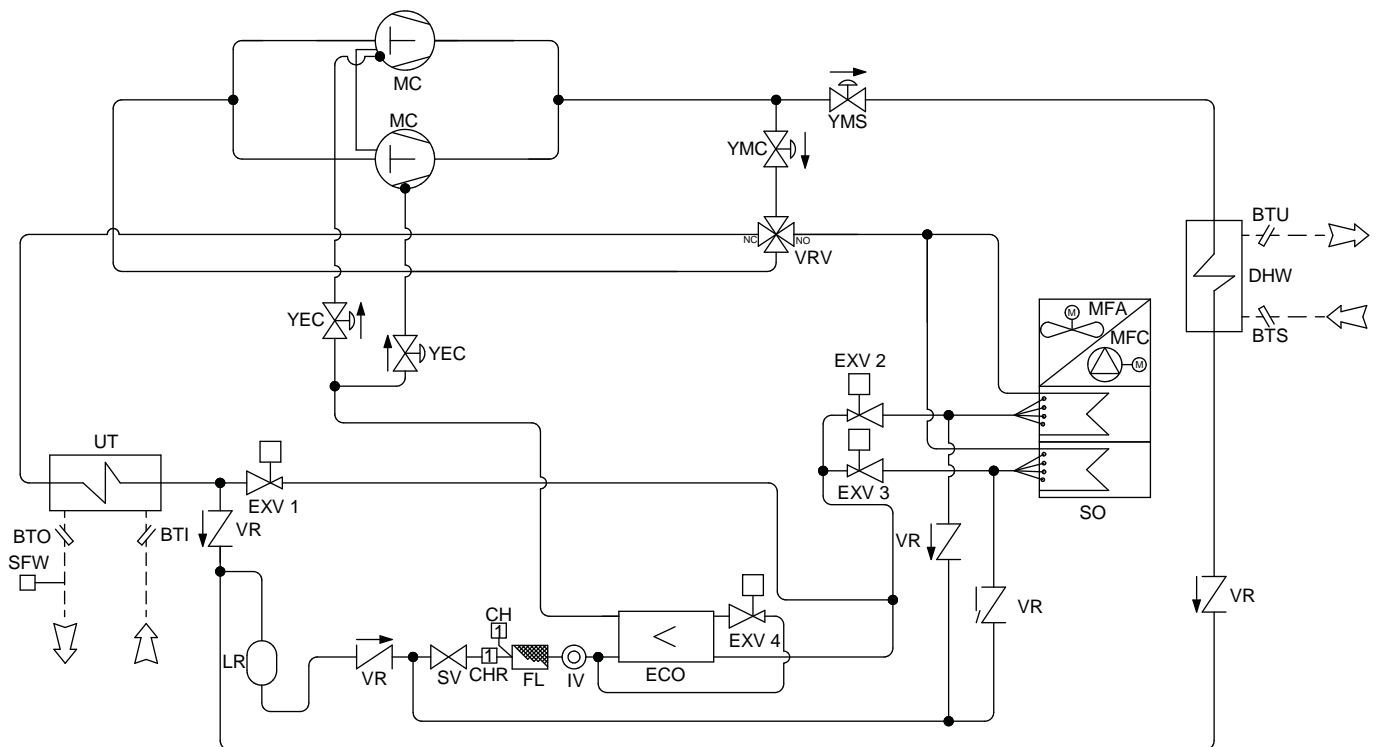 MC
MC
YMS
YMC
NC
NO
VRV
BTU
DHW
BTS
YEC
YEC
MFA
M
MFC
M
EXV 2
EXV 3
SO
UT
EXV 1
BTO
BTI
SFW
VR
VR
VR
VR
LR
VR
SV
CH
1
1
CHR
FL
IV
ECO
EXV 4